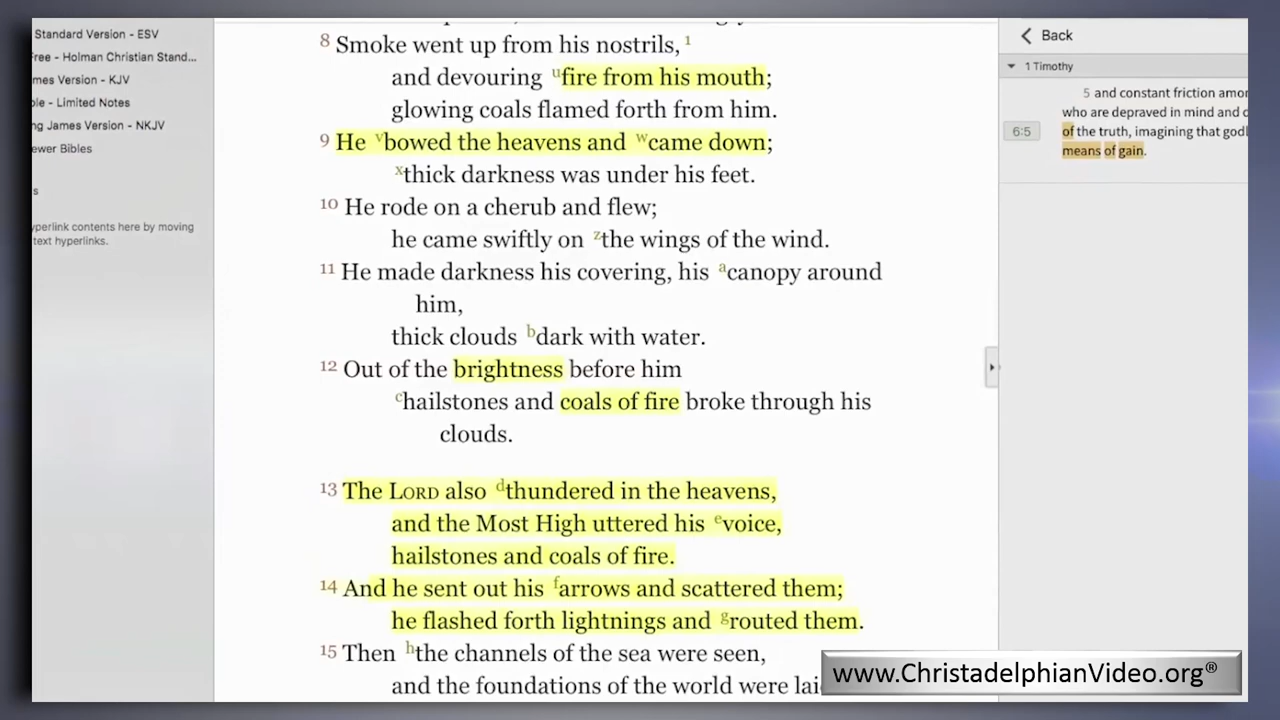 Standard Version - ESV
Free - Holman Christian Stand...
mes Version - KJV
ble - Limited Notes
ng James Version - NKJV
ewer Bibles
s
yperlink contents here by moving
text hyperlinks.
8 Smoke went up from his nostrils, 1
and devouring u fire from his mouth;
glowing coals flamed forth from him.
9 He v bowed the heavens and w came down;
x thick darkness was under his feet.
10 He rode on a cherub and flew;
he came swiftly on z the wings of the wind.
11 He made darkness his covering, his a canopy around
him,
thick clouds b dark with water.
12 Out of the brightness before him
c hailstones and coals of fire broke through his
clouds.
13 The LORD also d thundered in the heavens,
and the Most High uttered his e voice,
hailstones and coals of fire.
14 And he sent out his f arrows and scattered them;
he flashed forth lightnings and g routed them.
15 Then h the channels of the sea were seen,
and the foundations of the world were lai
Back
1 Timothy
5 and constant friction amo
who are depraved in mind and d
6:5 of the truth, imagining that godl
means of gain.
www.ChristadelphianVideo.org®